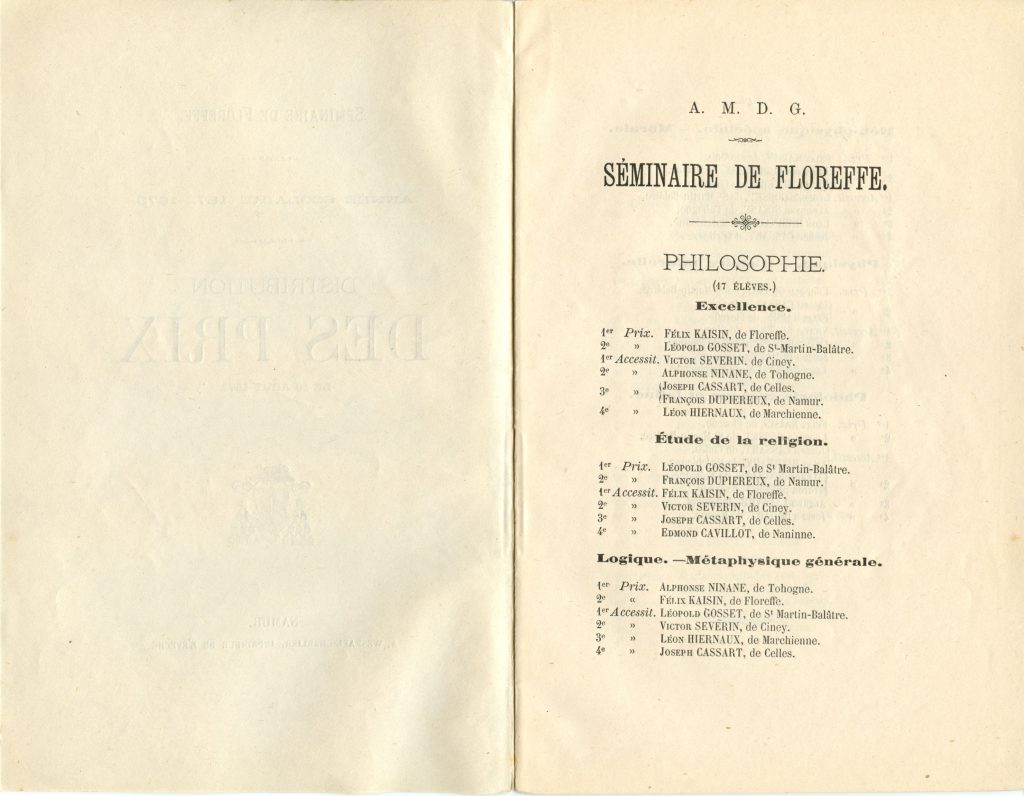 A. M. D. G.
SÉMINAIRE DE FLOREFFE.
PHILOSOPHIE.
(17 ÉLÈVES.)
Excellence.
1er Prix. FÉLIX KAISIN, de Floreffe.
2e » LÉOPOLD GOSSET, de St-Martin-Balâtre.
1er Accessit. VICTOR SEVERIN. de Ciney.
2e » ALPHONSE NINANE, de Tohogne.
3e » JOSEPH CASSART, de Celles.
FRANÇOIS DUPIEREUX, de Namur.
4e » LÉON HIERNAUX, de Marchienne.
Étude de la religion.
1er Prix. LÉOPOLD GOSSET, de St Martin-Balâtre.
2e » FRANÇOIS DUPIEREUX, de Namur.
1er Accessit. FÉLIX KAISIN, de Floreffe.
2e » VICTOR SEVERIN, de Ciney.
3e » JOSEPH CASSART, de Celles.
4e » EDMOND CAVILLOT, de Naninne.
Logique. —Métaphysique générale.
1er Prix. ALPHONSE NINANE, de Tohogne.
2e « FÉLIX KAISIN, de Floreffe.
1er Accessit. LÉOPOLD GOSSET, de St Martin-Balâtre.
2e » VICTOR SEVERIN, de Ciney.
3e » LÉON HIERNAUX, de Marchienne.
4e » JOSEPH CASSART, de Celles.